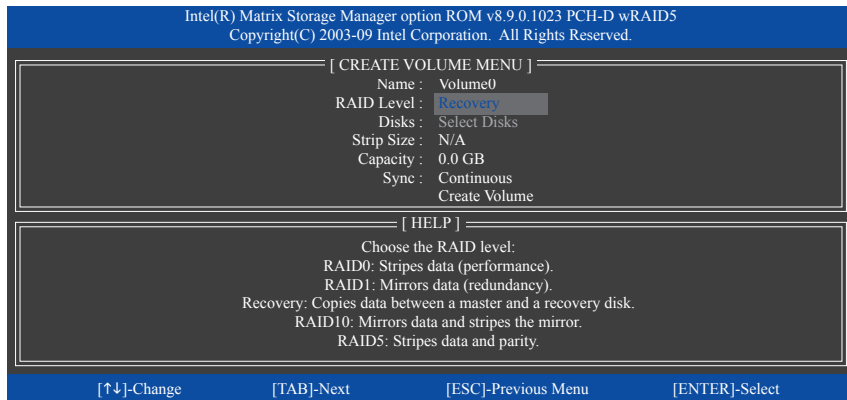 Intel(R) Matrix Storage Manager option ROM v8.9.0.1023 PCH-D wRAID5
Copyright(C) 2003-09 Intel Corporation. All Rights Reserved.
[ CREATE VOLUME MENU ]
Name : Volume0
RAID Level : Recovery
Disks : Select Disks
Strip Size : N/A
Capacity : 0.0 GB
Sync : Continuous
Create Volume
[ HELP ]
Choose the RAID level:
RAID0: Stripes data (performance).
RAID1: Mirrors data (redundancy).
Recovery: Copies data between a master and a recovery disk.
RAID10: Mirrors data and stripes the mirror.
RAID5: Stripes data and parity.
[↑↓]-Change [TAB]-Next [ESC]-Previous Menu [ENTER]-Select